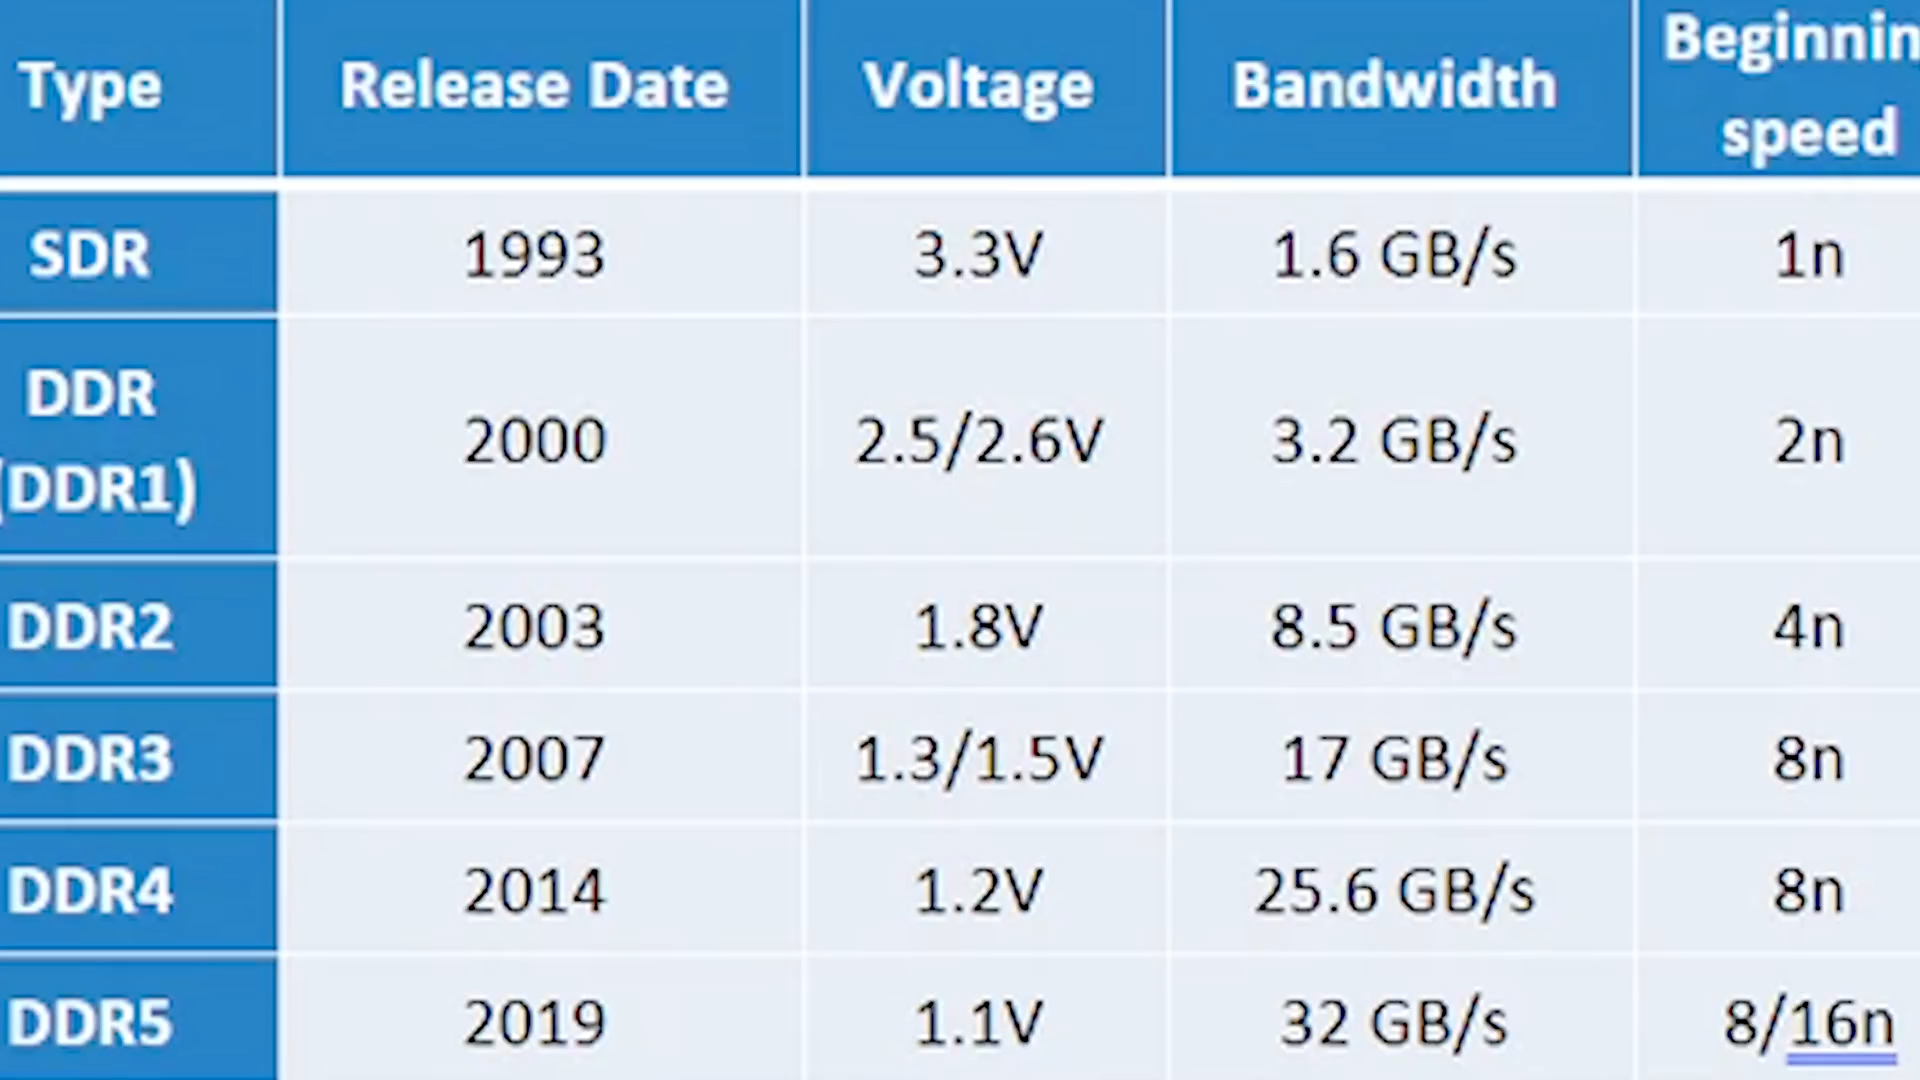 Type Release Date Voltage Bandwidth Beginnin
speed
SDR 1993 3.3V 1.6 GB/s 1n
DDR
(DDR1) 2000 2.5/2.6V 3.2 GB/s 2n
DDR2 2003 1.8V 8.5 GB/s 4n
DDR3 2007 1.3/1.5V 17 GB/s 8n
DDR4 2014 1.2V 25.6 GB/s 8n
DDR5 2019 1.1V 32 GB/s 8/16n